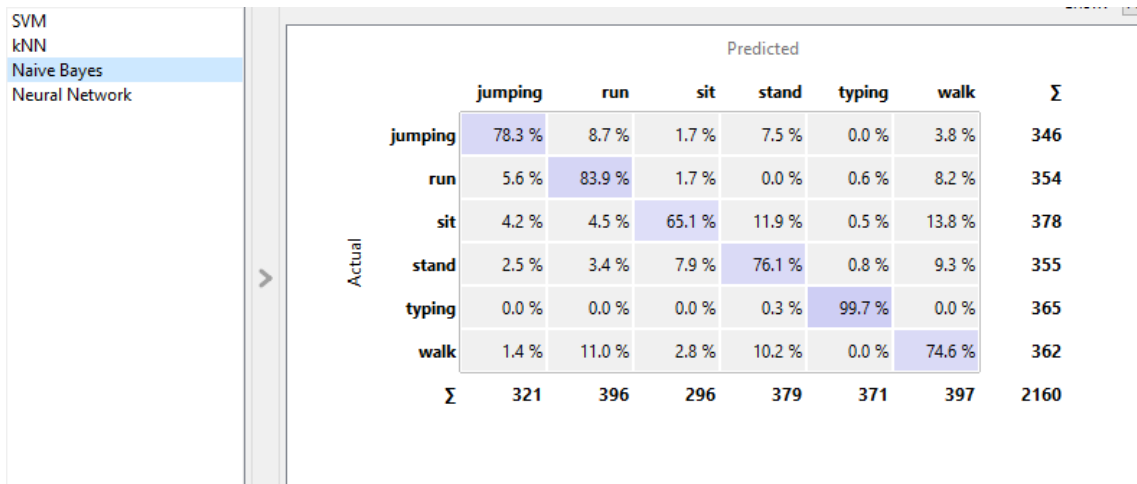 SVM
kNN
Naive Bayes
Neural Network
Predicted
jumping run sit stand typing walk Σ
jumping 78.3 % 8.7 % 1.7 % 7.5 % 0.0 % 3.8 % 346
run 5.6 % 83.9 % 1.7 % 0.0 % 0.6 % 8.2 % 354
sit 4.2 % 4.5 % 65.1 % 11.9 % 0.5 % 13.8 % 378
Actual
stand 2.5 % 3.4 % 7.9 % 76.1 % 0.8 % 9.3 % 355
typing 0.0 % 0.0 % 0.0 % 0.3 % 99.7 % 0.0 % 365
walk 1.4 % 11.0 % 2.8 % 10.2 % 0.0 % 74.6 % 362
Σ 321 396 296 379 371 397 2160